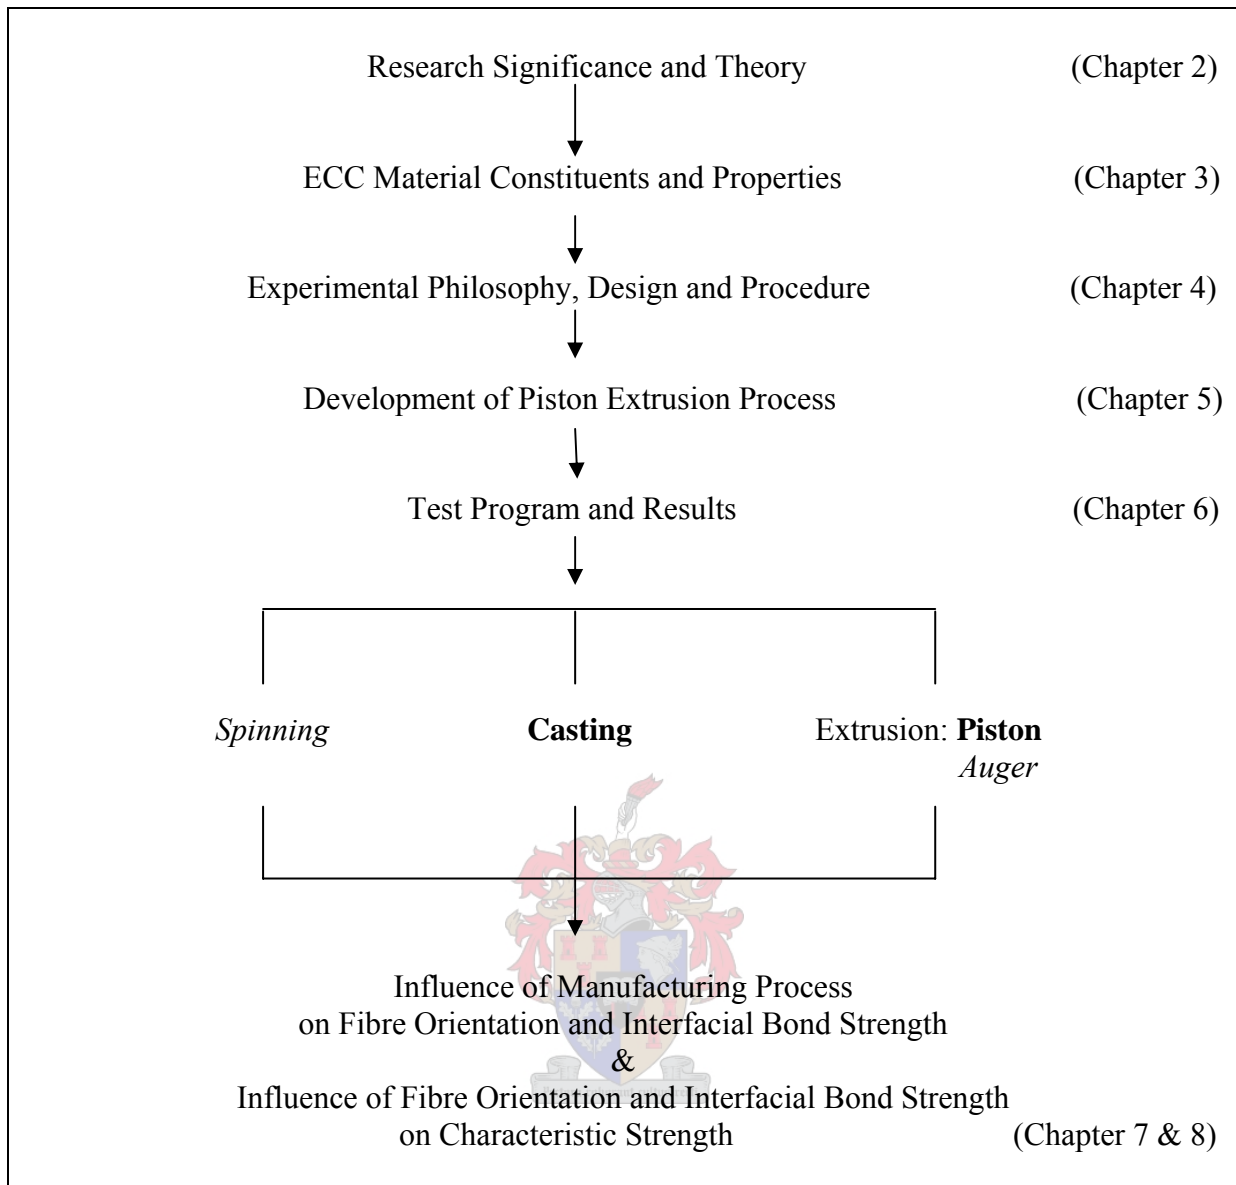 Research Significance and Theory (Chapter 2)
ECC Material Constituents and Properties (Chapter 3)
Experimental Philosophy, Design and Procedure (Chapter 4)
Development of Piston Extrusion Process (Chapter 5)
Test Program and Results (Chapter 6)
Spinning Casting Extrusion: Piston
Auger
Influence of Manufacturing Process
on Fibre Orientation and Interfacial Bond Strength
&
Influence of Fibre Orientation and Interfacial Bond Strength
on Characteristic Strength (Chapter 7 & 8)